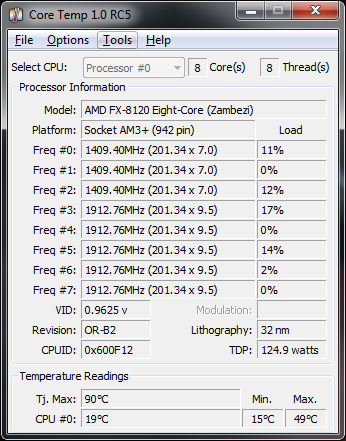 Core Temp 1.0 RC5
File Options Tools Help
Select CPU: Processor #0 8 Core(s) 8 Thread(s)
Processor Information
Model: AMD FX-8120 Eight-Core (Zambezi)
Platform: Socket AM3+ (942 pin) Load
Freq #0: 1409.40MHz (201.34 x 7.0) 11%
Freq #1: 1409.40MHz (201.34 x 7.0) 0%
Freq #2: 1409.40MHz (201.34 x 7.0) 12%
Freq #3: 1912.76MHz (201.34 x 9.5) 17%
Freq #4: 1912.76MHz (201.34 x 9.5) 0%
Freq #5: 1912.76MHz (201.34 x 9.5) 14%
Freq #6: 1912.76MHz (201.34 x 9.5) 2%
Freq #7: 1912.76MHz (201.34 x 9.5) 0%
VID: 0.9625 v Modulation:
Revision: OR-B2 Lithography: 32 nm
CPUID: 0x600F12 TDP: 124.9 watts
Temperature Readings
Tj. Max: 90°C Min. Max.
CPU #0: 19°C 15°C 49°C